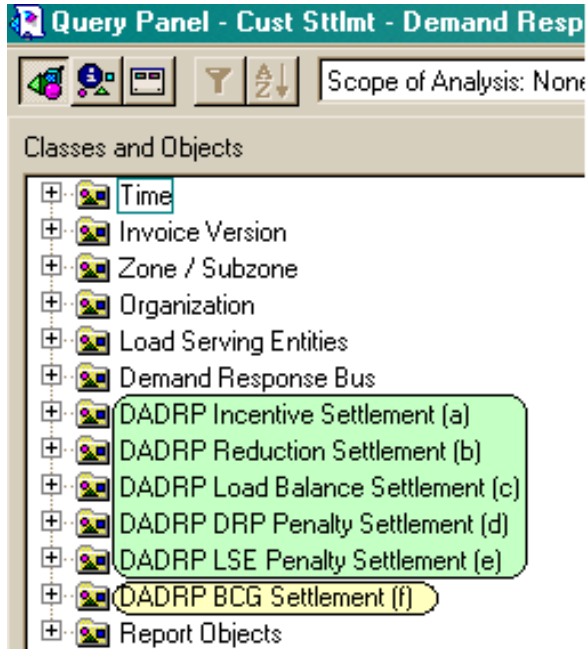 Query Panel - Cust Sttlmt - Demand Resp
Scope of Analysis: None
Classes and Objects
Time
Invoice Version
Zone / Subzone
Organization
Load Serving Entities
Demand Response Bus
DADRP Incentive Settlement (a)
DADRP Reduction Settlement (b)
DADRP Load Balance Settlement (c)
DADRP DRP Penalty Settlement (d)
DADRP LSE Penalty Settlement (e)
DADRP BCG Settlement (f)
Report Objects